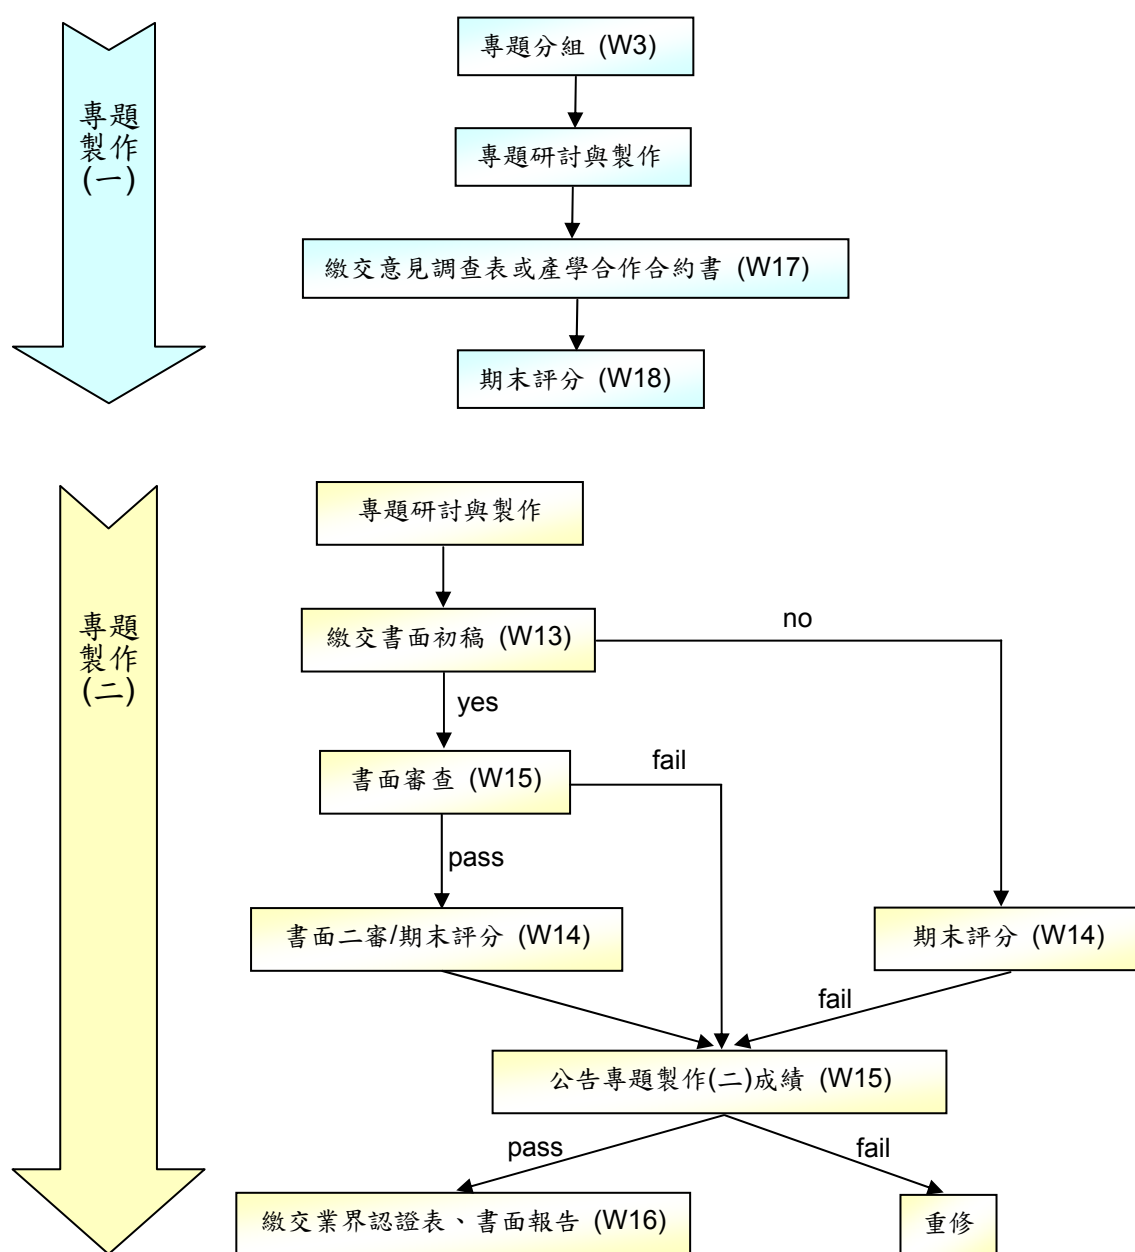 專題
製作
(一)
專題分組 (W3)
專題研討與製作
繳交意見調查表或產學合作合約書 (W17)
期末評分 (W18)
專題
製作
(二)
專題研討與製作
繳交書面初稿 (W13)
no
yes
書面審查 (W15)
fail
pass
書面二審/期末評分 (W14)
期末評分 (W14)
fail
公告專題製作(二)成績 (W15)
pass
fail
繳交業界認證表、書面報告 (W16)
重修